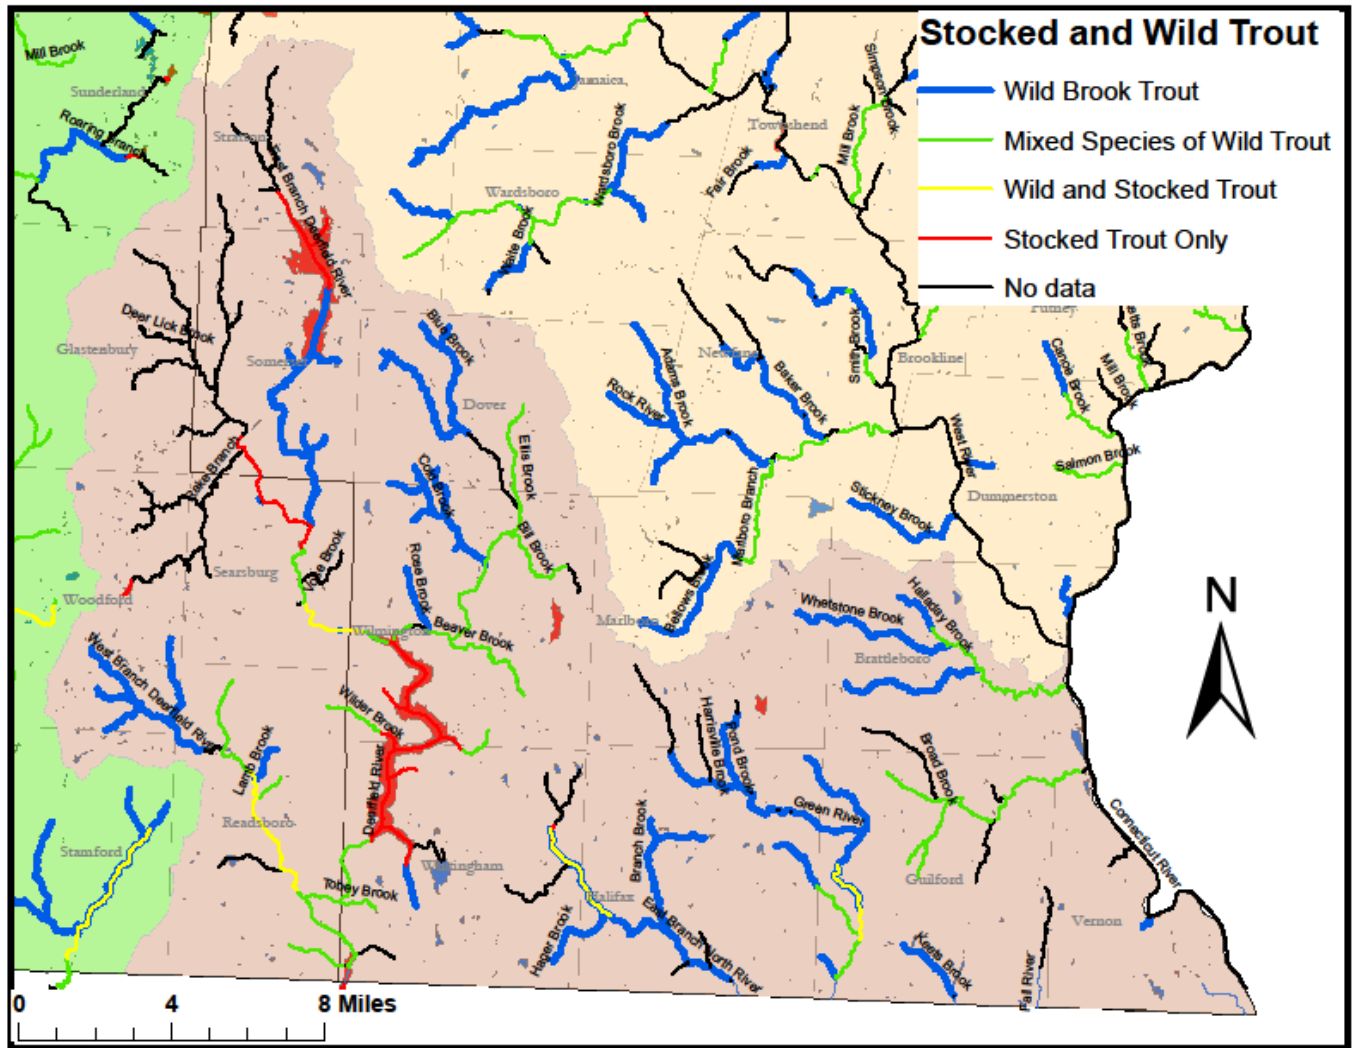 Stocked and Wild Trout
Wild Brook Trout
Mixed Species of Wild Trout
Wild and Stocked Trout
Stocked Trout Only
No data
Mill Brook
Sunderland
Roaring Branch
Stratton
East Branch Deerfield River
Jamaica
Wardsboro
Wardsboro Brook
Waite Brook
Townshend
Fair Brook
Mill Brook
Simpson Brook
Deer Lick Brook
Glastenbury
Somerset
Blue Brook
Dover
Ellis Brook
Adams Brook
Rock River
Newfane
Baker Brook
Smith Brook
Brookline
Putney
Canoe Brook
Mill Brook
Salmon Brook
West River
Dummerston
Stickney Brook
Marlboro Branch
Cold Brook
Bill Brook
Rake Branch
Searsburg
Rose Brook
Woodford
Wilmington
Beaver Brook
Marlboro
Bellows Brook
Whetstone Brook
Halladay Brook
Brattleboro
N
West Branch Deerfield River
Wilder Brook
Lamb Brook
Deerfield River
Readsboro
Harrisville Brook
Pond Brook
Green River
Broad Brook
Connecticut River
Stamford
Whitingham
Tobey Brook
Branch Brook
Halifax
Hager Brook
East Branch North River
Guilford
Keets Brook
Vernon
Fall River
0 4 8 Miles